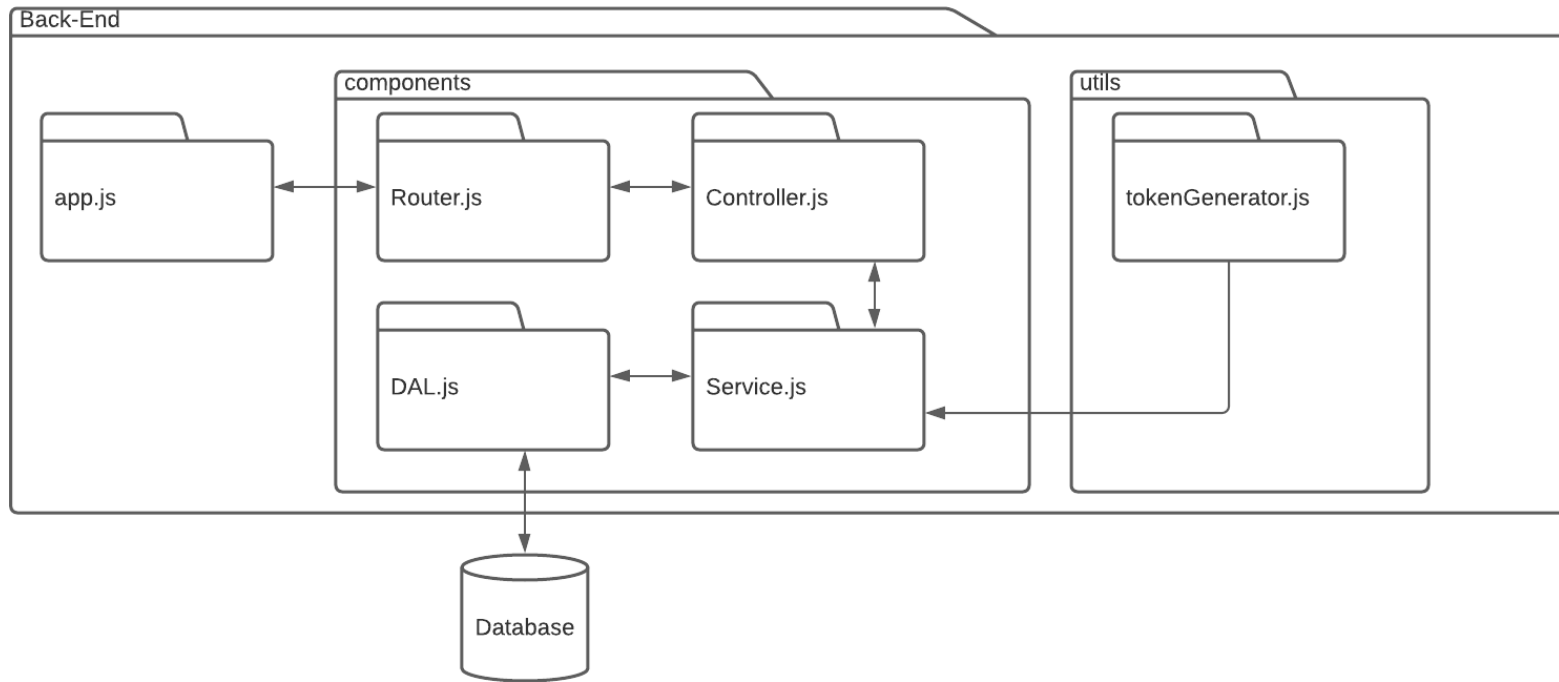 Back-End
components
utils
app.js
Router.js
Controller.js
tokenGenerator.js
DAL.js
Service.js
Database